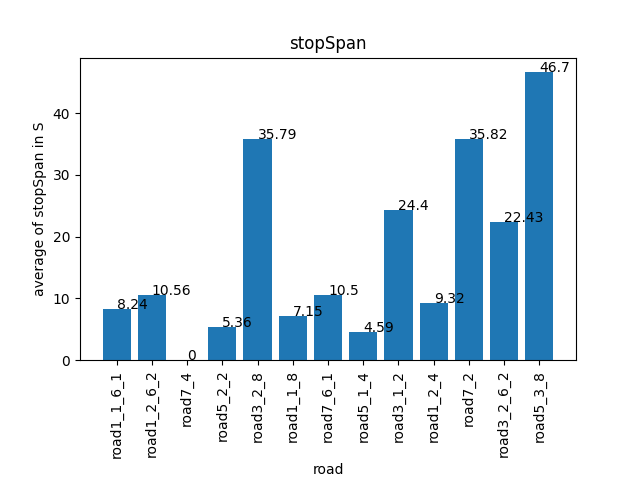 stopSpan
average of stopSpan in S
40
30
20
10
0
8.24
10.56
0
5.36
35.79
7.15
10.5
4.59
24.4
9.32
35.82
22.43
46.7
road1_1_6_1
road1_2_6_2
road7_4
road5_2_2
road3_2_8
road1_1_8
road7_6_1
road5_1_4
road3_1_2
road1_2_4
road7_2
road3_2_6_2
road5_3_8
road